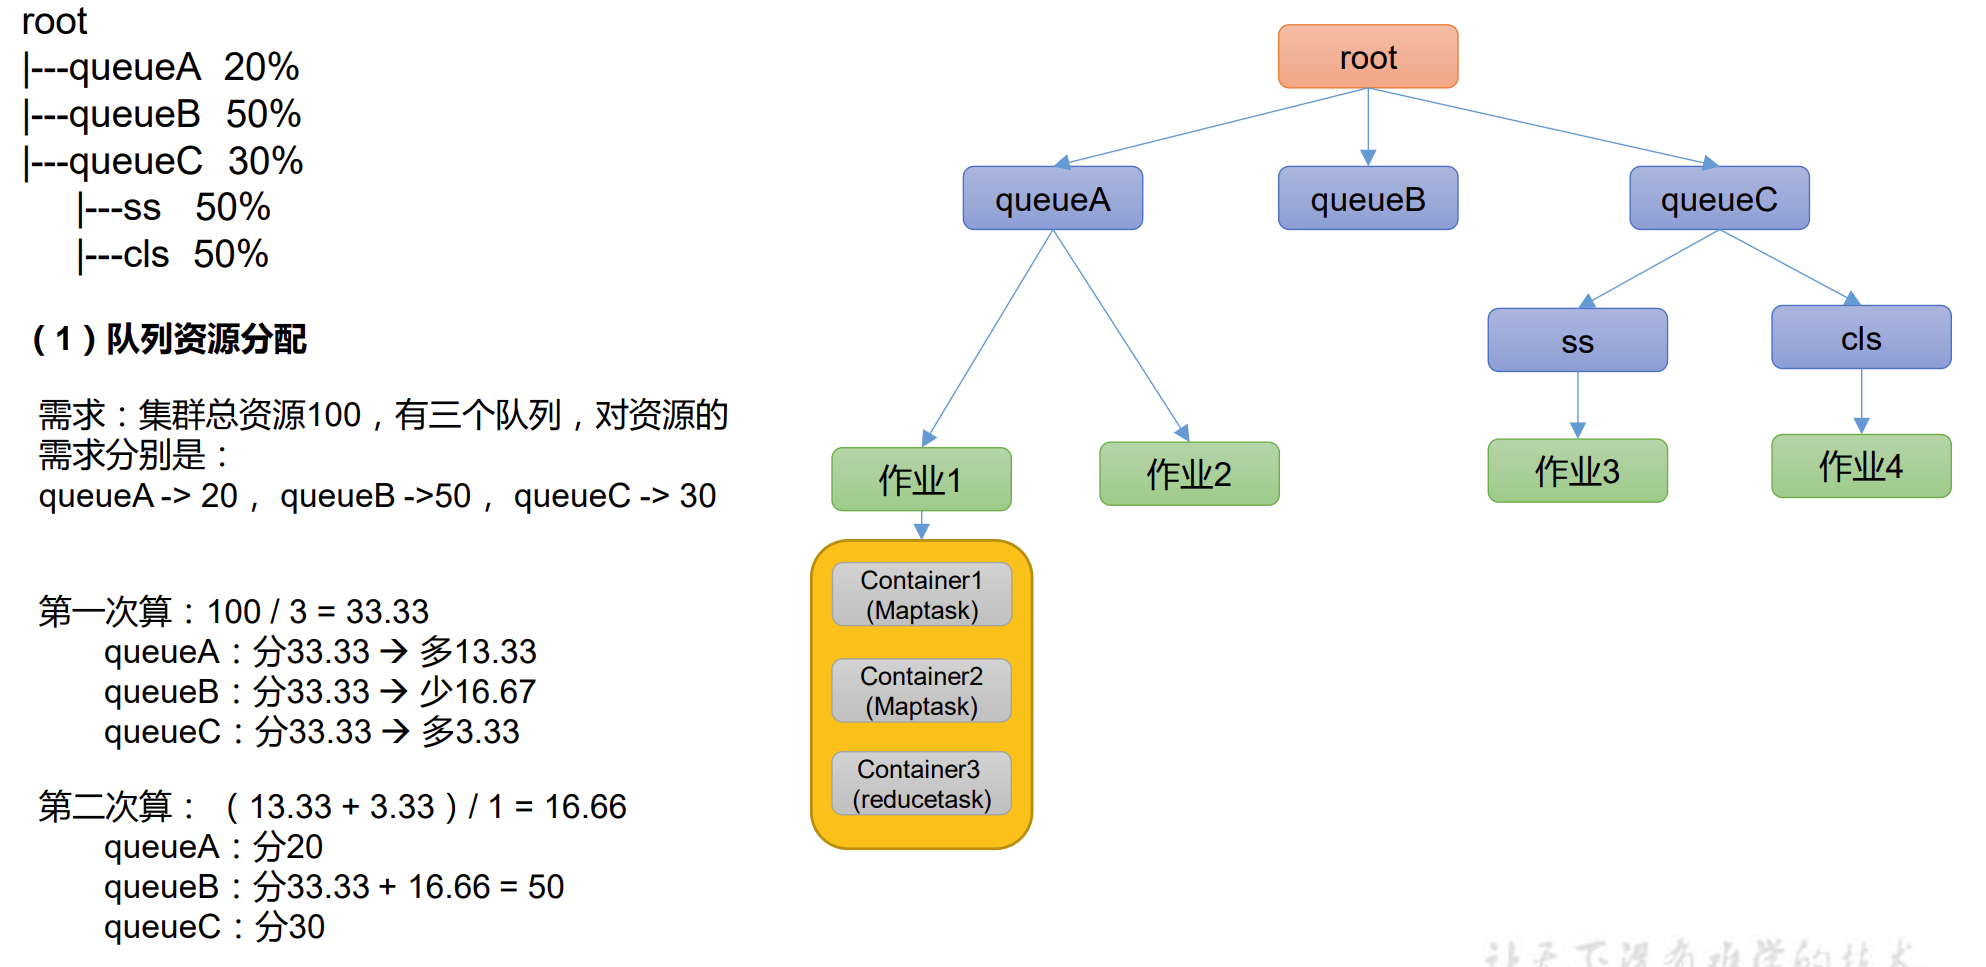 root
|---queueA 20%
|---queueB 50%
|---queueC 30%
|---ss 50%
|---cls 50%
（1）队列资源分配
需求：集群总资源100，有三个队列，对资源的
需求分别是：
queueA -> 20， queueB ->50， queueC -> 30
第一次算：100 / 3 = 33.33
queueA：分33.33 → 多13.33
queueB：分33.33 → 少16.67
queueC：分33.33 → 多3.33
第二次算： （13.33 + 3.33）/ 1 = 16.66
queueA：分20
queueB：分33.33 + 16.66 = 50
queueC：分30
root
queueA
queueB
queueC
ss
cls
作业1
作业2
作业3
作业4
Container1
(Maptask)
Container2
(Maptask)
Container3
(reducetask)
让天下没有难学的技术